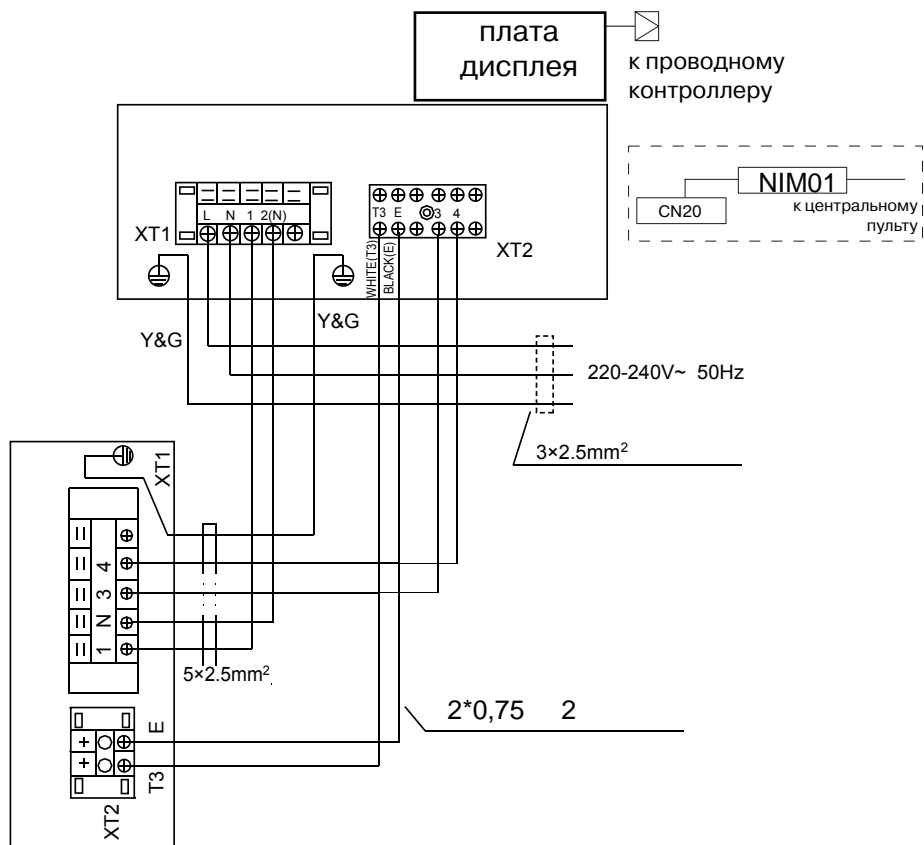 плата
дисплея
к проводному
контроллеру
NIM01
CN20
к центральному
пульту
L N 1 2(N)
XT1
T3 E 3 4
XT2
WHITE(T3)
BLACK(E)
Y&G
Y&G
220-240V~ 50Hz
3×2.5mm²
XT1
4
3
N
1
5×2.5mm²
2*0,75 2
E
T3
XT2